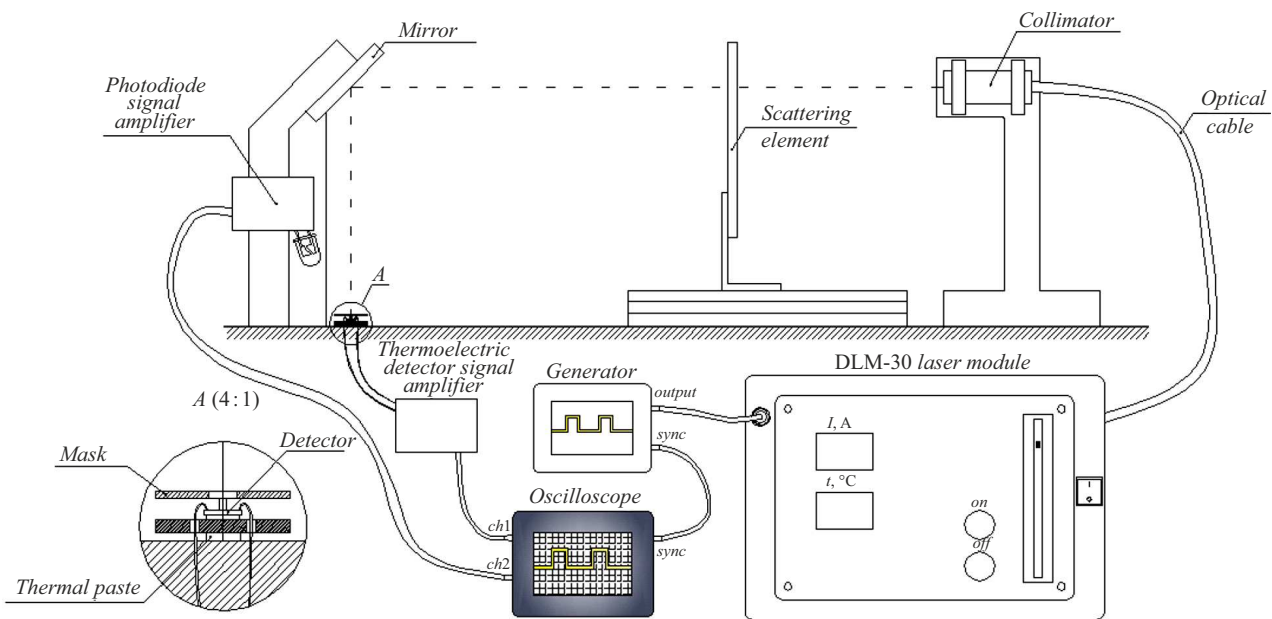 Mirror
Collimator
Photodiode
signal
amplifier
Scattering
element
Optical
cable
A
Thermoelectric
detector signal
amplifier
Generator
DLM-30 laser module
output
sync
A (4 : 1)
Mask
Detector
I, A
t, °C
Oscilloscope
on
off
ch1
ch2
sync
Thermal paste